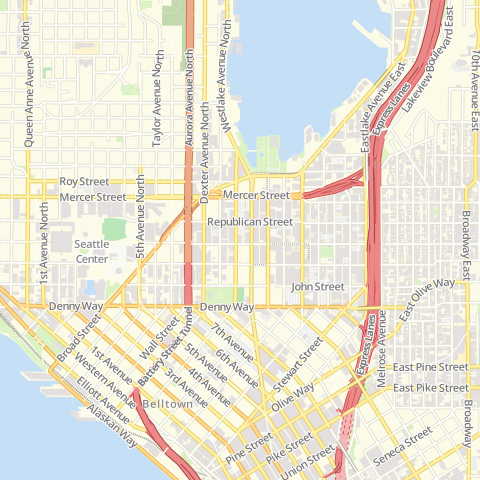 Queen Anne Avenue North
Taylor Avenue North
Aurora Avenue North
Dexter Avenue North
Westlake Avenue North
Eastlake Avenue East
Express Lanes
Lakeview Boulevard East
10th Avenue East
Roy Street
Mercer Street
Mercer Street
Republican Street
1st Avenue North
5th Avenue North
Seattle
Center
Broadway East
John Street
East Olive Way
Denny Way
Denny Way
Broad Street
Wall Street
Battery Street Tunnel
7th Avenue
6th Avenue
5th Avenue
4th Avenue
3rd Avenue
1st Avenue
Western Avenue
Elliott Avenue
Alaskan Way
Belltown
Stewart Street
Olive Way
Express Lanes
Melrose Avenue
East Pine Street
East Pike Street
Broadway
Pine Street
Pike Street
Union Street
Seneca Street